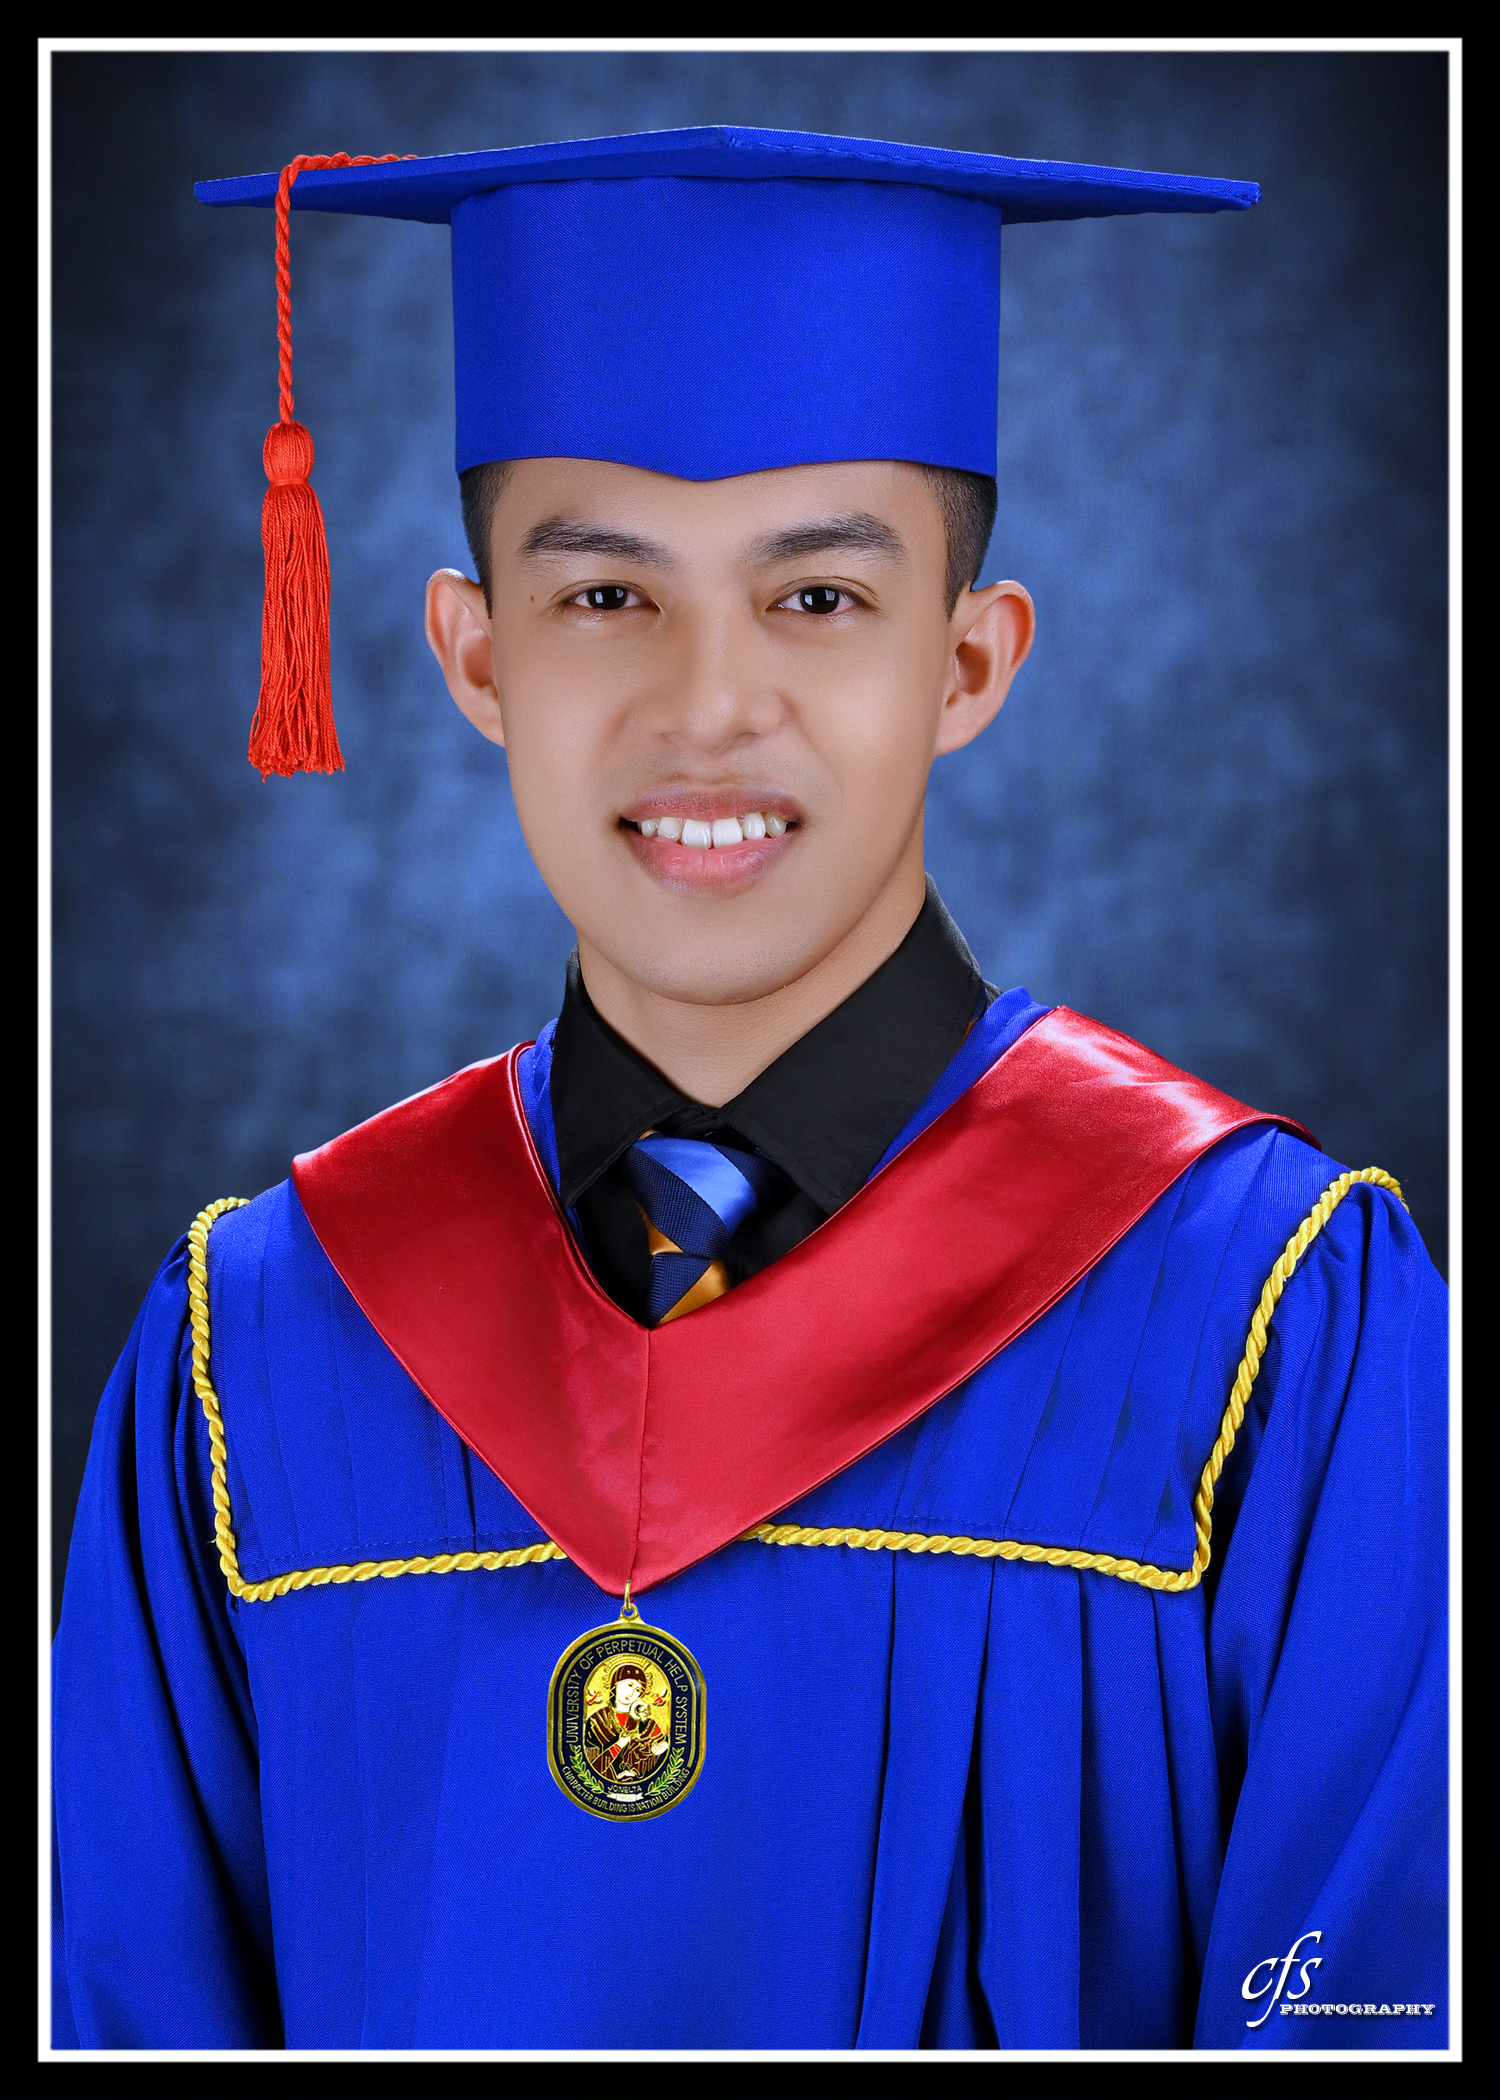 UNIVERSITY OF PERPETUAL HELP SYSTEM
JONELTA
CHARACTER BUILDING IS NATION BUILDING
cfs
PHOTOGRAPHY